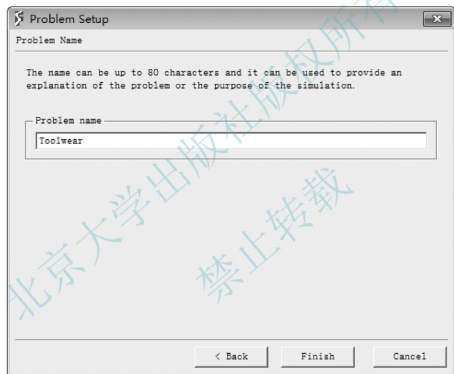 Problem Setup
Problem Name
The name can be up to 80 characters and it can be used to provide an
explanation of the problem or the purpose of the simulation.
Problem name
Toolwear
< Back
Finish
Cancel
北京大学出版社版权所有
禁止转载